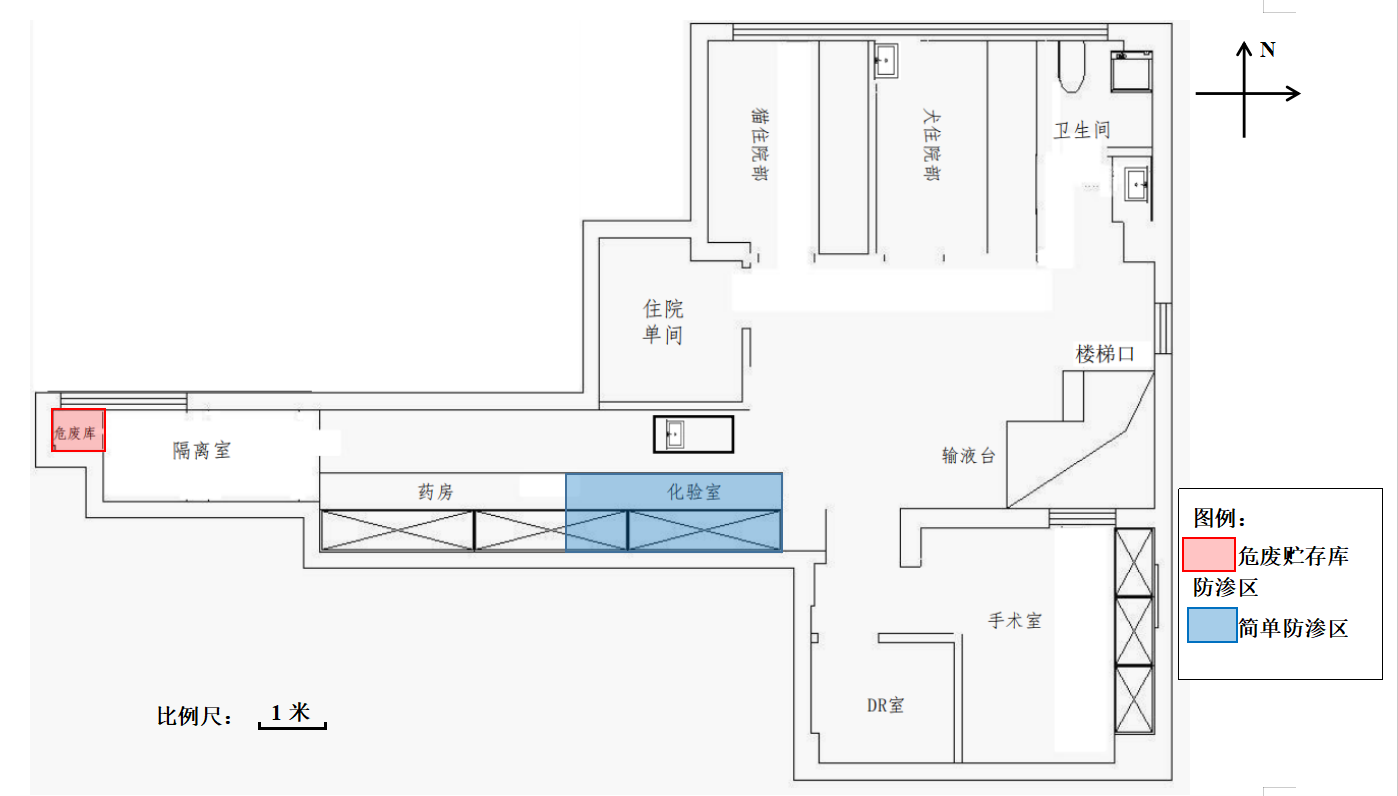 N
猫住院部
犬住院部
卫生间
住院
单间
楼梯口
危废库
隔离室
输液台
药房
化验室
图例：
危废贮存库
防渗区
简单防渗区
手术室
DR室
比例尺：
1 米